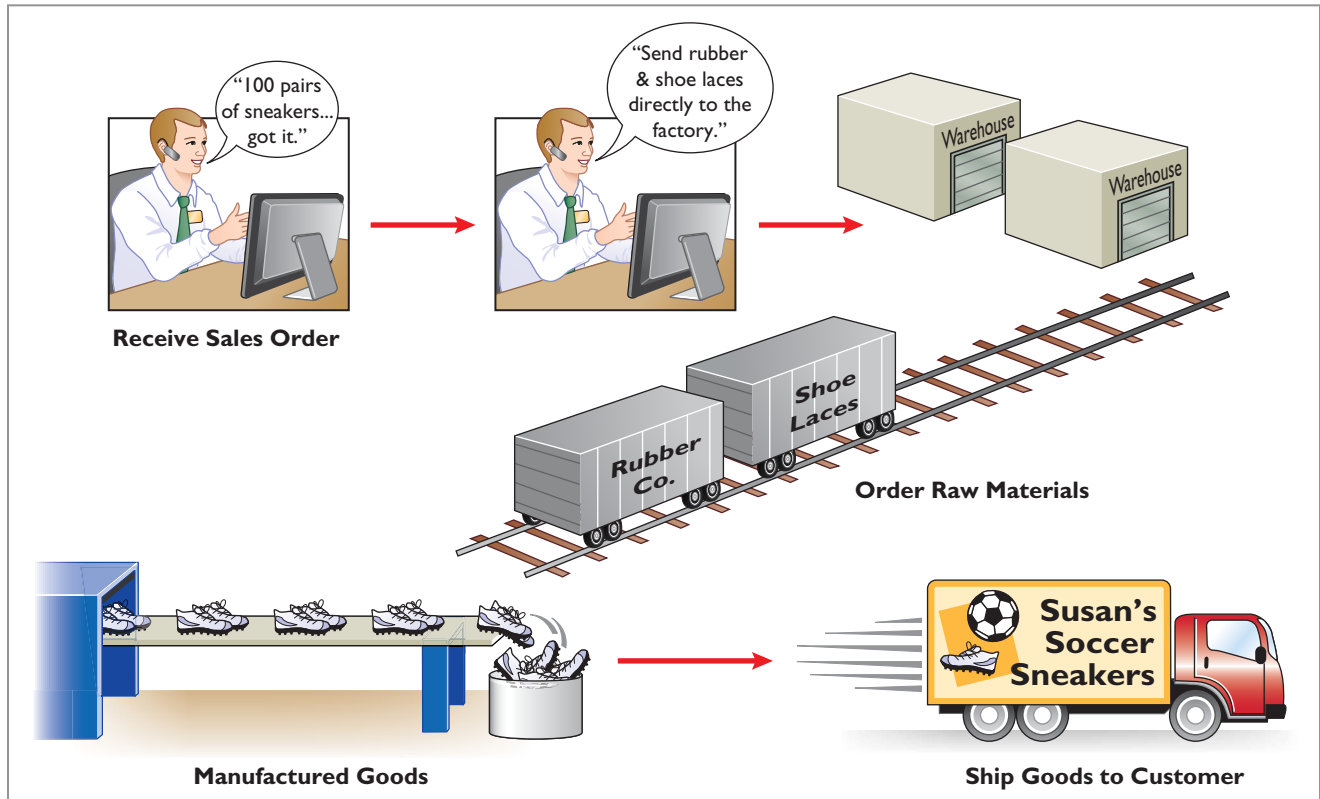 “100 pairs
of sneakers...
got it.”
“Send rubber
& shoe laces
directly to the
factory.”
Warehouse
Warehouse
Receive Sales Order
Shoe
Laces
Rubber
Co.
Order Raw Materials
Susan’s
Soccer
Sneakers
Manufactured Goods
Ship Goods to Customer